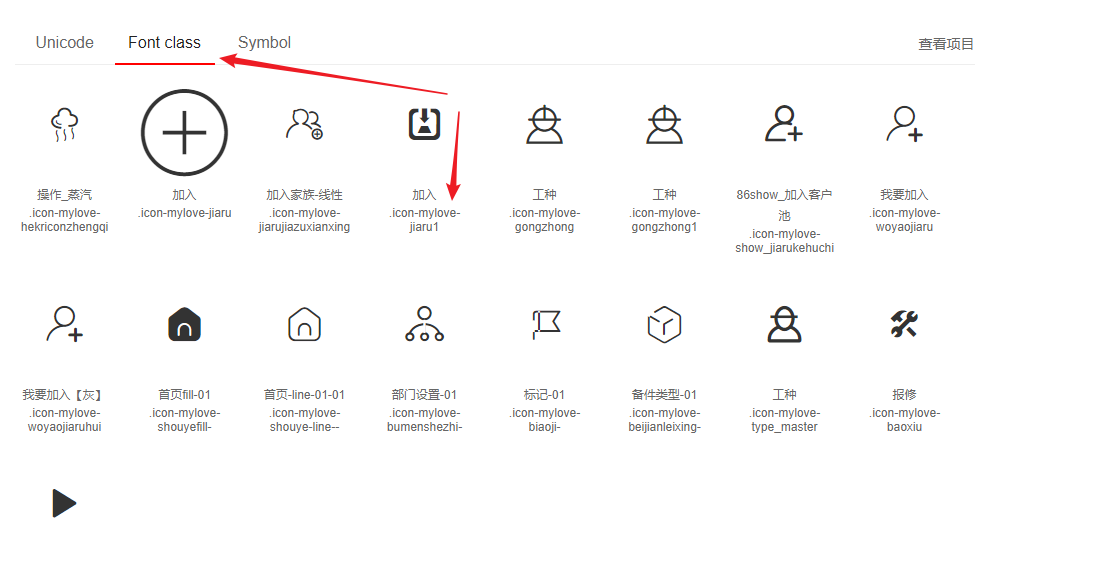 Unicode
Font class
Symbol
查看项目
操作_蒸汽
.icon-mylove-
hekriconzhengqi
加入
.icon-mylove-jiaru
加入家族-线性
.icon-mylove-
jiarujiazuxianxing
加入
.icon-mylove-
jiaru1
工种
.icon-mylove-
gongzhong
工种
.icon-mylove-
gongzhong1
86show_加入客户
池
.icon-mylove-
show_jiarukehuchi
我要加入
.icon-mylove-
woyaojiaru
我要加入【灰】
.icon-mylove-
woyaojiaruhui
首页fill-01
.icon-mylove-
shouyefill-
首页-line-01-01
.icon-mylove-
shouye-line--
部门设置-01
.icon-mylove-
bumenshezhi-
标记-01
.icon-mylove-
biaoji-
备件类型-01
.icon-mylove-
beijianleixing-
工种
.icon-mylove-
type_master
报修
.icon-mylove-
baoxiu